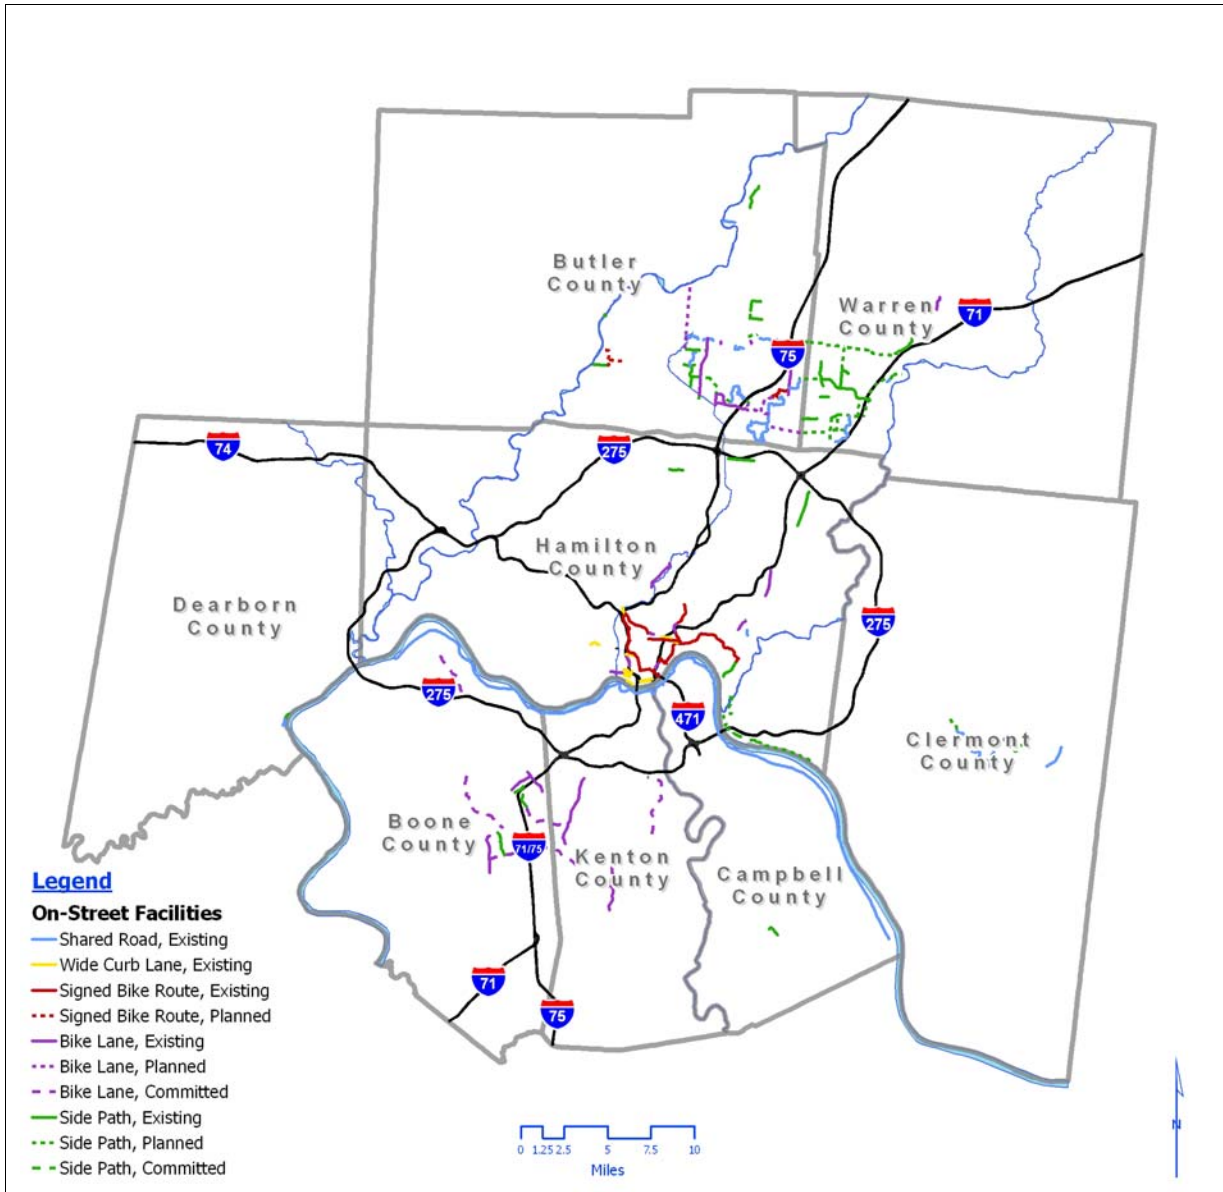 Butler
County
Warren
County
71
75
74
275
Hamilton
County
Dearborn
County
275
275
471
Clermont
County
Boone
County
71/75
Kenton
County
Campbell
County
71
75
Legend
On-Street Facilities
Shared Road, Existing
Wide Curb Lane, Existing
Signed Bike Route, Existing
Signed Bike Route, Planned
Bike Lane, Existing
Bike Lane, Planned
Bike Lane, Committed
Side Path, Existing
Side Path, Planned
Side Path, Committed
0 1.25 2.5 5 7.5 10
Miles
N